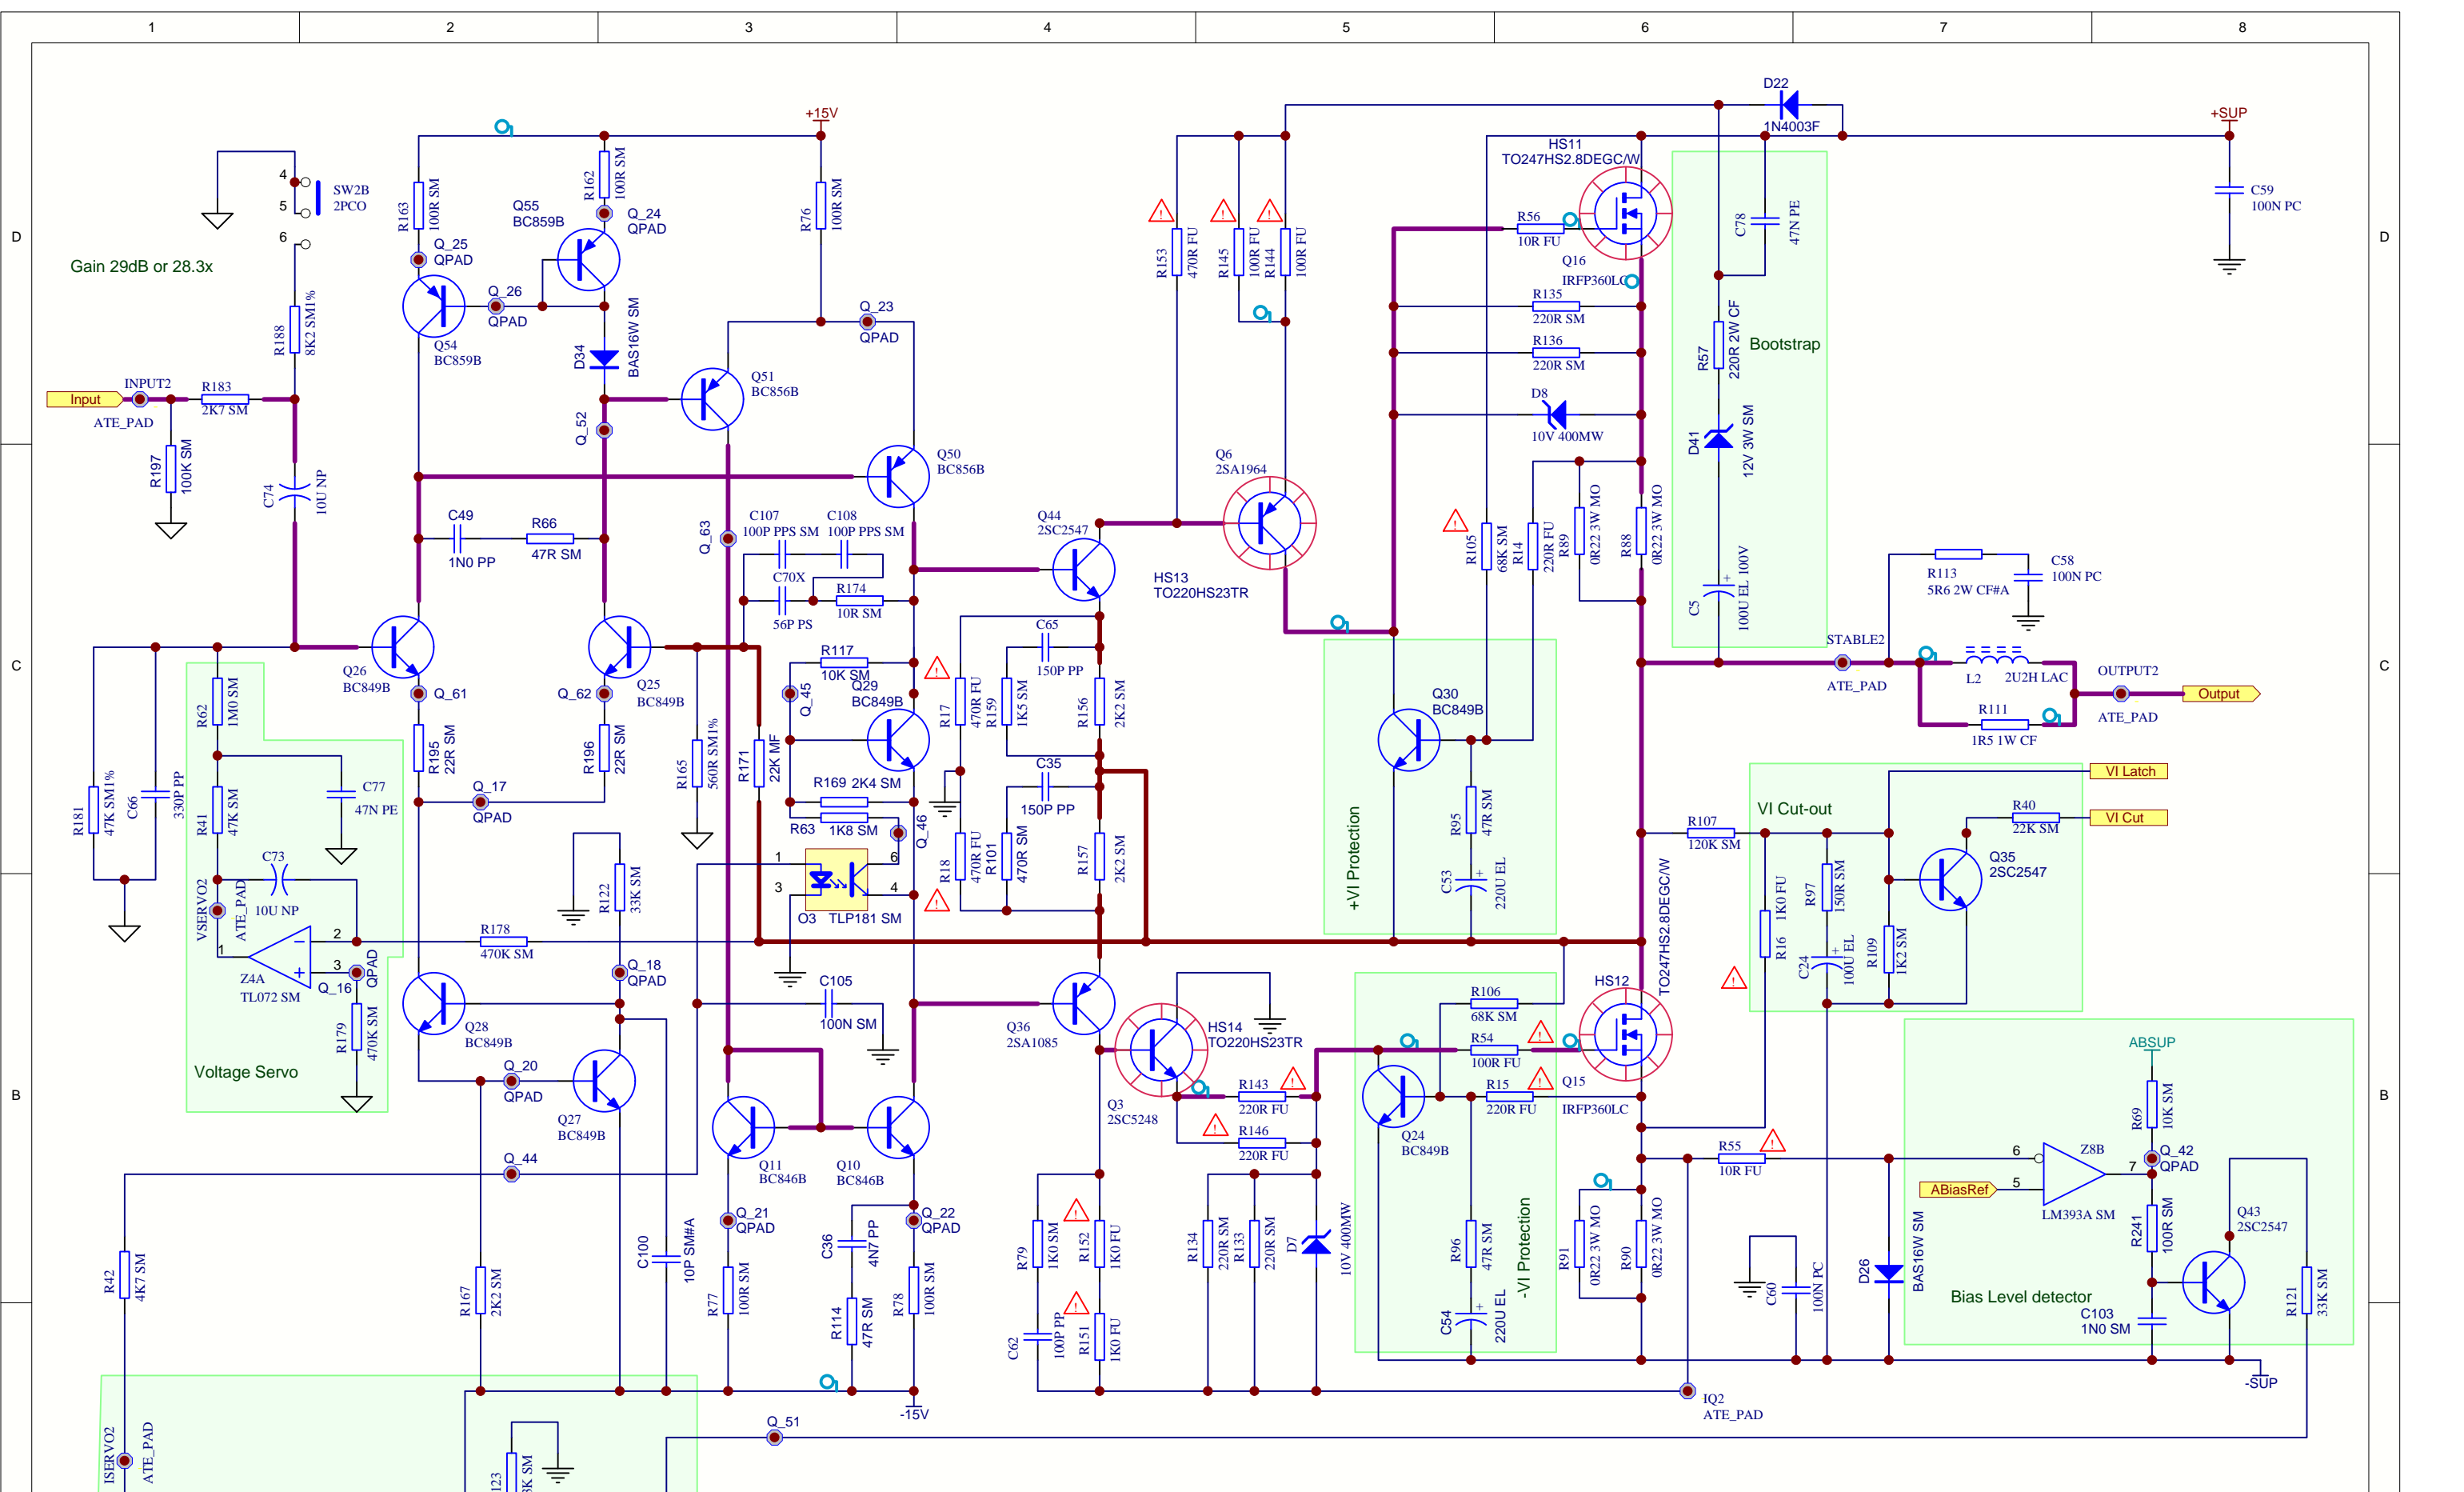 1 2 3 4 5 6 7 8
D
C
B
D
C
B
+15V
+SUP
D22
1N4003F
HS11
TO247HS2.8DEGC/W
4
5
6
SW2B
2PCO
Gain 29dB or 28.3x
R163
100R SM
R162
100R SM
Q55
BC859B
Q_24
QPAD
Q_25
QPAD
Q_26
QPAD
R76
100R SM
Q_23
QPAD
R153
470R FU
R145
100R FU
R144
100R FU
R56
10R FU
Q16
IRFP360LC
C78
47N PE
C59
100N PC
R188
8K2 SM1%
Q54
BC859B
D34
BAS16W SM
Q51
BC856B
R135
220R SM
R136
220R SM
D8
10V 400MW
R57
220R 2W CF
Bootstrap
Input
INPUT2
ATE_PAD
R183
2K7 SM
R197
100K SM
C74
10U NP
Q_52
Q50
BC856B
Q6
2SA1964
D41
12V 3W SM
C49
1N0 PP
R66
47R SM
Q_63
C107
100P PPS SM
C108
100P PPS SM
C70X
56P PS
R174
10R SM
Q44
2SC2547
HS13
TO220HS23TR
R105
68K SM
R14
220R FU
R89
0R22 3W MO
R88
0R22 3W MO
C5
100U EL 100V
R113
5R6 2W CF#A
C58
100N PC
Q26
BC849B
Q_61
Q_62
Q25
BC849B
R117
10K SM
Q29
BC849B
Q_45
C65
150P PP
R17
470R FU
R159
1K5 SM
R156
2K2 SM
Q30
BC849B
STABLE2
ATE_PAD
L2
2U2H LAC
R111
1R5 1W CF
OUTPUT2
ATE_PAD
Output
R62
1M0 SM
R195
22R SM
R196
22R SM
R165
560R SM1%
R171
22K MF
R169 2K4 SM
R63 1K8 SM
Q_46
C35
150P PP
R18
470R FU
R101
470R SM
R157
2K2 SM
R95
47R SM
C53
220U EL
+VI Protection
VI Cut-out
VI Latch
VI Cut
R40
22K SM
R107
120K SM
Q35
2SC2547
R16
1K0 FU
R97
150R SM
C24
100U EL
R109
1K2 SM
R181
47K SM1%
C66
330P PP
R41
47K SM
C77
47N PE
Q_17
QPAD
C73
10U NP
VSERVO2
ATE_PAD
R122
33K SM
1
3
6
4
O3 TLP181 SM
R178
470K SM
2
3
1
Z4A
TL072 SM
Q_16
QPAD
R179
470K SM
Voltage Servo
Q_18
QPAD
C105
100N SM
Q28
BC849B
Q_20
QPAD
Q27
BC849B
Q36
2SA1085
HS14
TO220HS23TR
Q3
2SC5248
R143
220R FU
R146
220R FU
R106
68K SM
R54
100R FU
R15
220R FU
Q24
BC849B
HS12
TO247HS2.8DEGC/W
Q15
IRFP360LC
ABSUP
R69
10K SM
Q_42
QPAD
Z8B
LM393A SM
6
5
7
ABiasRef
R55
10R FU
Q_44
Q11
BC846B
Q10
BC846B
Q_21
QPAD
Q_22
QPAD
C36
4N7 PP
R114
47R SM
R77
100R SM
R78
100R SM
R79
1K0 SM
R152
1K0 FU
R151
1K0 FU
C62
100P PP
R134
220R SM
R133
220R SM
D7
10V 400MW
R96
47R SM
C54
220U EL
-VI Protection
R91
0R22 3W MO
R90
0R22 3W MO
C60
100N PC
D26
BAS16W SM
Bias Level detector
R241
100R SM
Q43
2SC2547
C103
1N0 SM
R121
33K SM
R42
4K7 SM
R167
2K2 SM
C100
10P SM#A
-15V
-SUP
IQ2
ATE_PAD
Q_51
ISERVO2
ATE_PAD